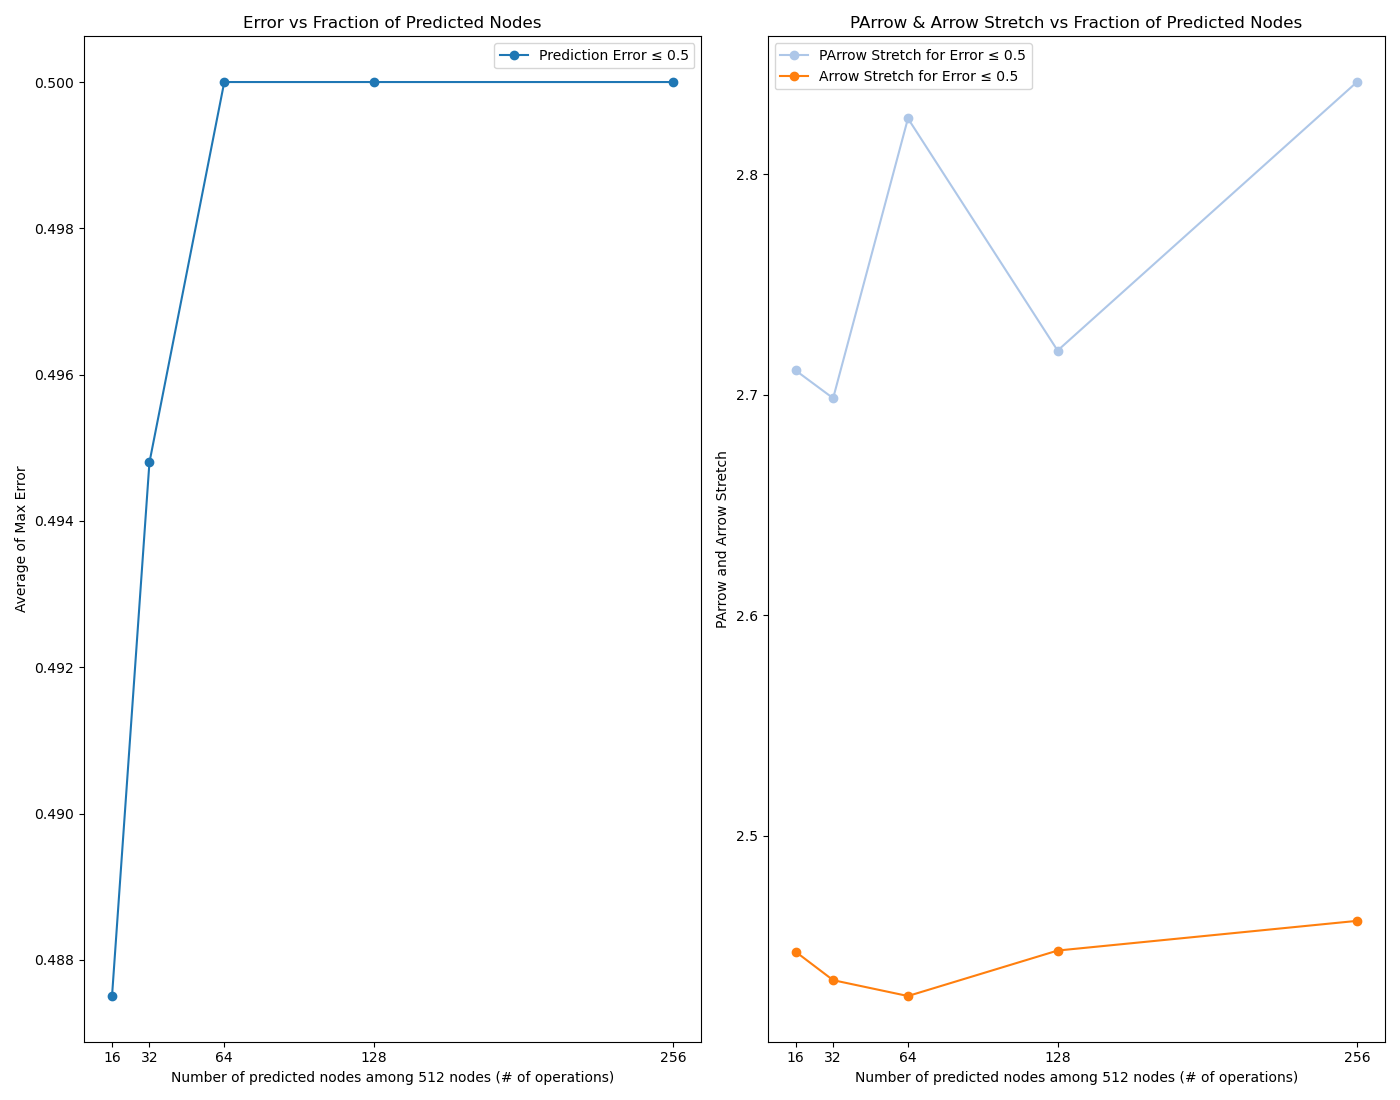 Error vs Fraction of Predicted Nodes
Prediction Error ≤ 0.5
0.500
0.498
0.496
0.494
0.492
0.490
0.488
Average of Max Error
16 32 64 128 256
Number of predicted nodes among 512 nodes (# of operations)
PArrow & Arrow Stretch vs Fraction of Predicted Nodes
PArrow Stretch for Error ≤ 0.5
Arrow Stretch for Error ≤ 0.5
2.8
2.7
2.6
2.5
PArrow and Arrow Stretch
16 32 64 128 256
Number of predicted nodes among 512 nodes (# of operations)